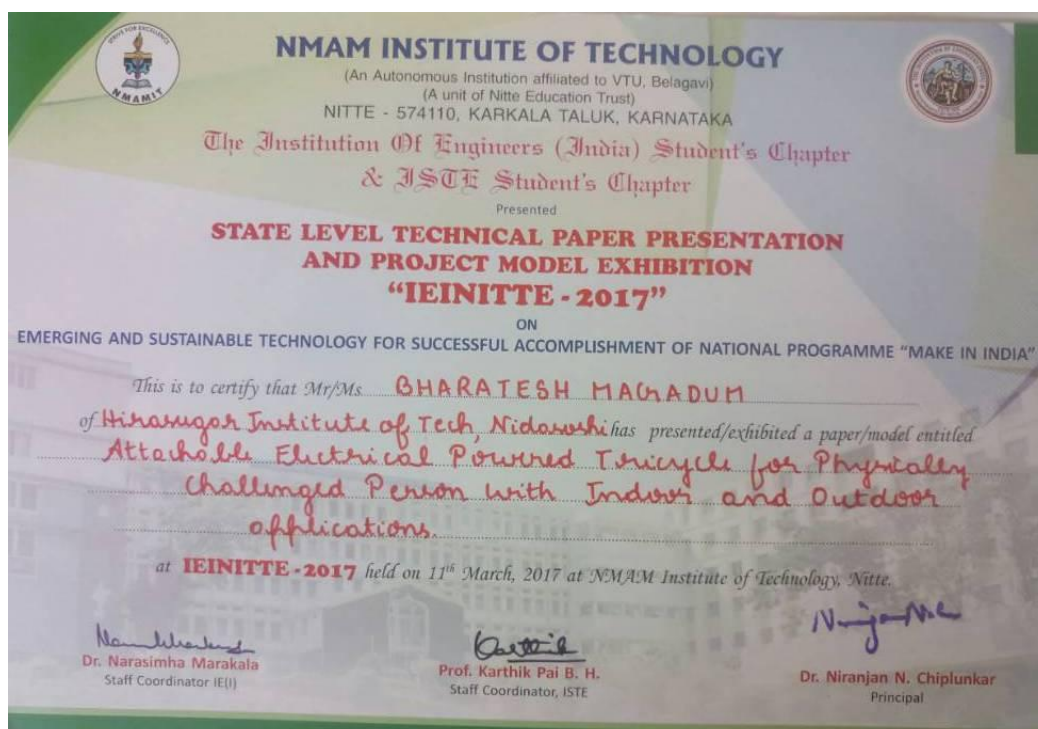 STRIVE FOR EXCELLENCE
NMAMIT
NMAM INSTITUTE OF TECHNOLOGY
(An Autonomous Institution affiliated to VTU, Belagavi)
(A unit of Nitte Education Trust)
NITTE - 574110, KARKALA TALUK, KARNATAKA
The Institution Of Engineers (India) Student's Chapter
& ISTE Student's Chapter
Presented
STATE LEVEL TECHNICAL PAPER PRESENTATION
AND PROJECT MODEL EXHIBITION
“IEINITTE - 2017”
ON
EMERGING AND SUSTAINABLE TECHNOLOGY FOR SUCCESSFUL ACCOMPLISHMENT OF NATIONAL PROGRAMME “MAKE IN INDIA”
This is to certify that Mr/Ms BHARATESH MAGADUM
of Hirasugar Institute of Tech, Nidasoshi has presented/exhibited a paper/model entitled
Attachable Electrical Powered Tricycle for Physically
Challenged Person with Indoor and Outdoor
applications.
at IEINITTE - 2017 held on 11th March, 2017 at NMAM Institute of Technology, Nitte.
Karthik
Dr. Narasimha Marakala
Staff Coordinator IE(I)
Prof. Karthik Pai B. H.
Staff Coordinator, ISTE
Dr. Niranjan N. Chiplunkar
Principal